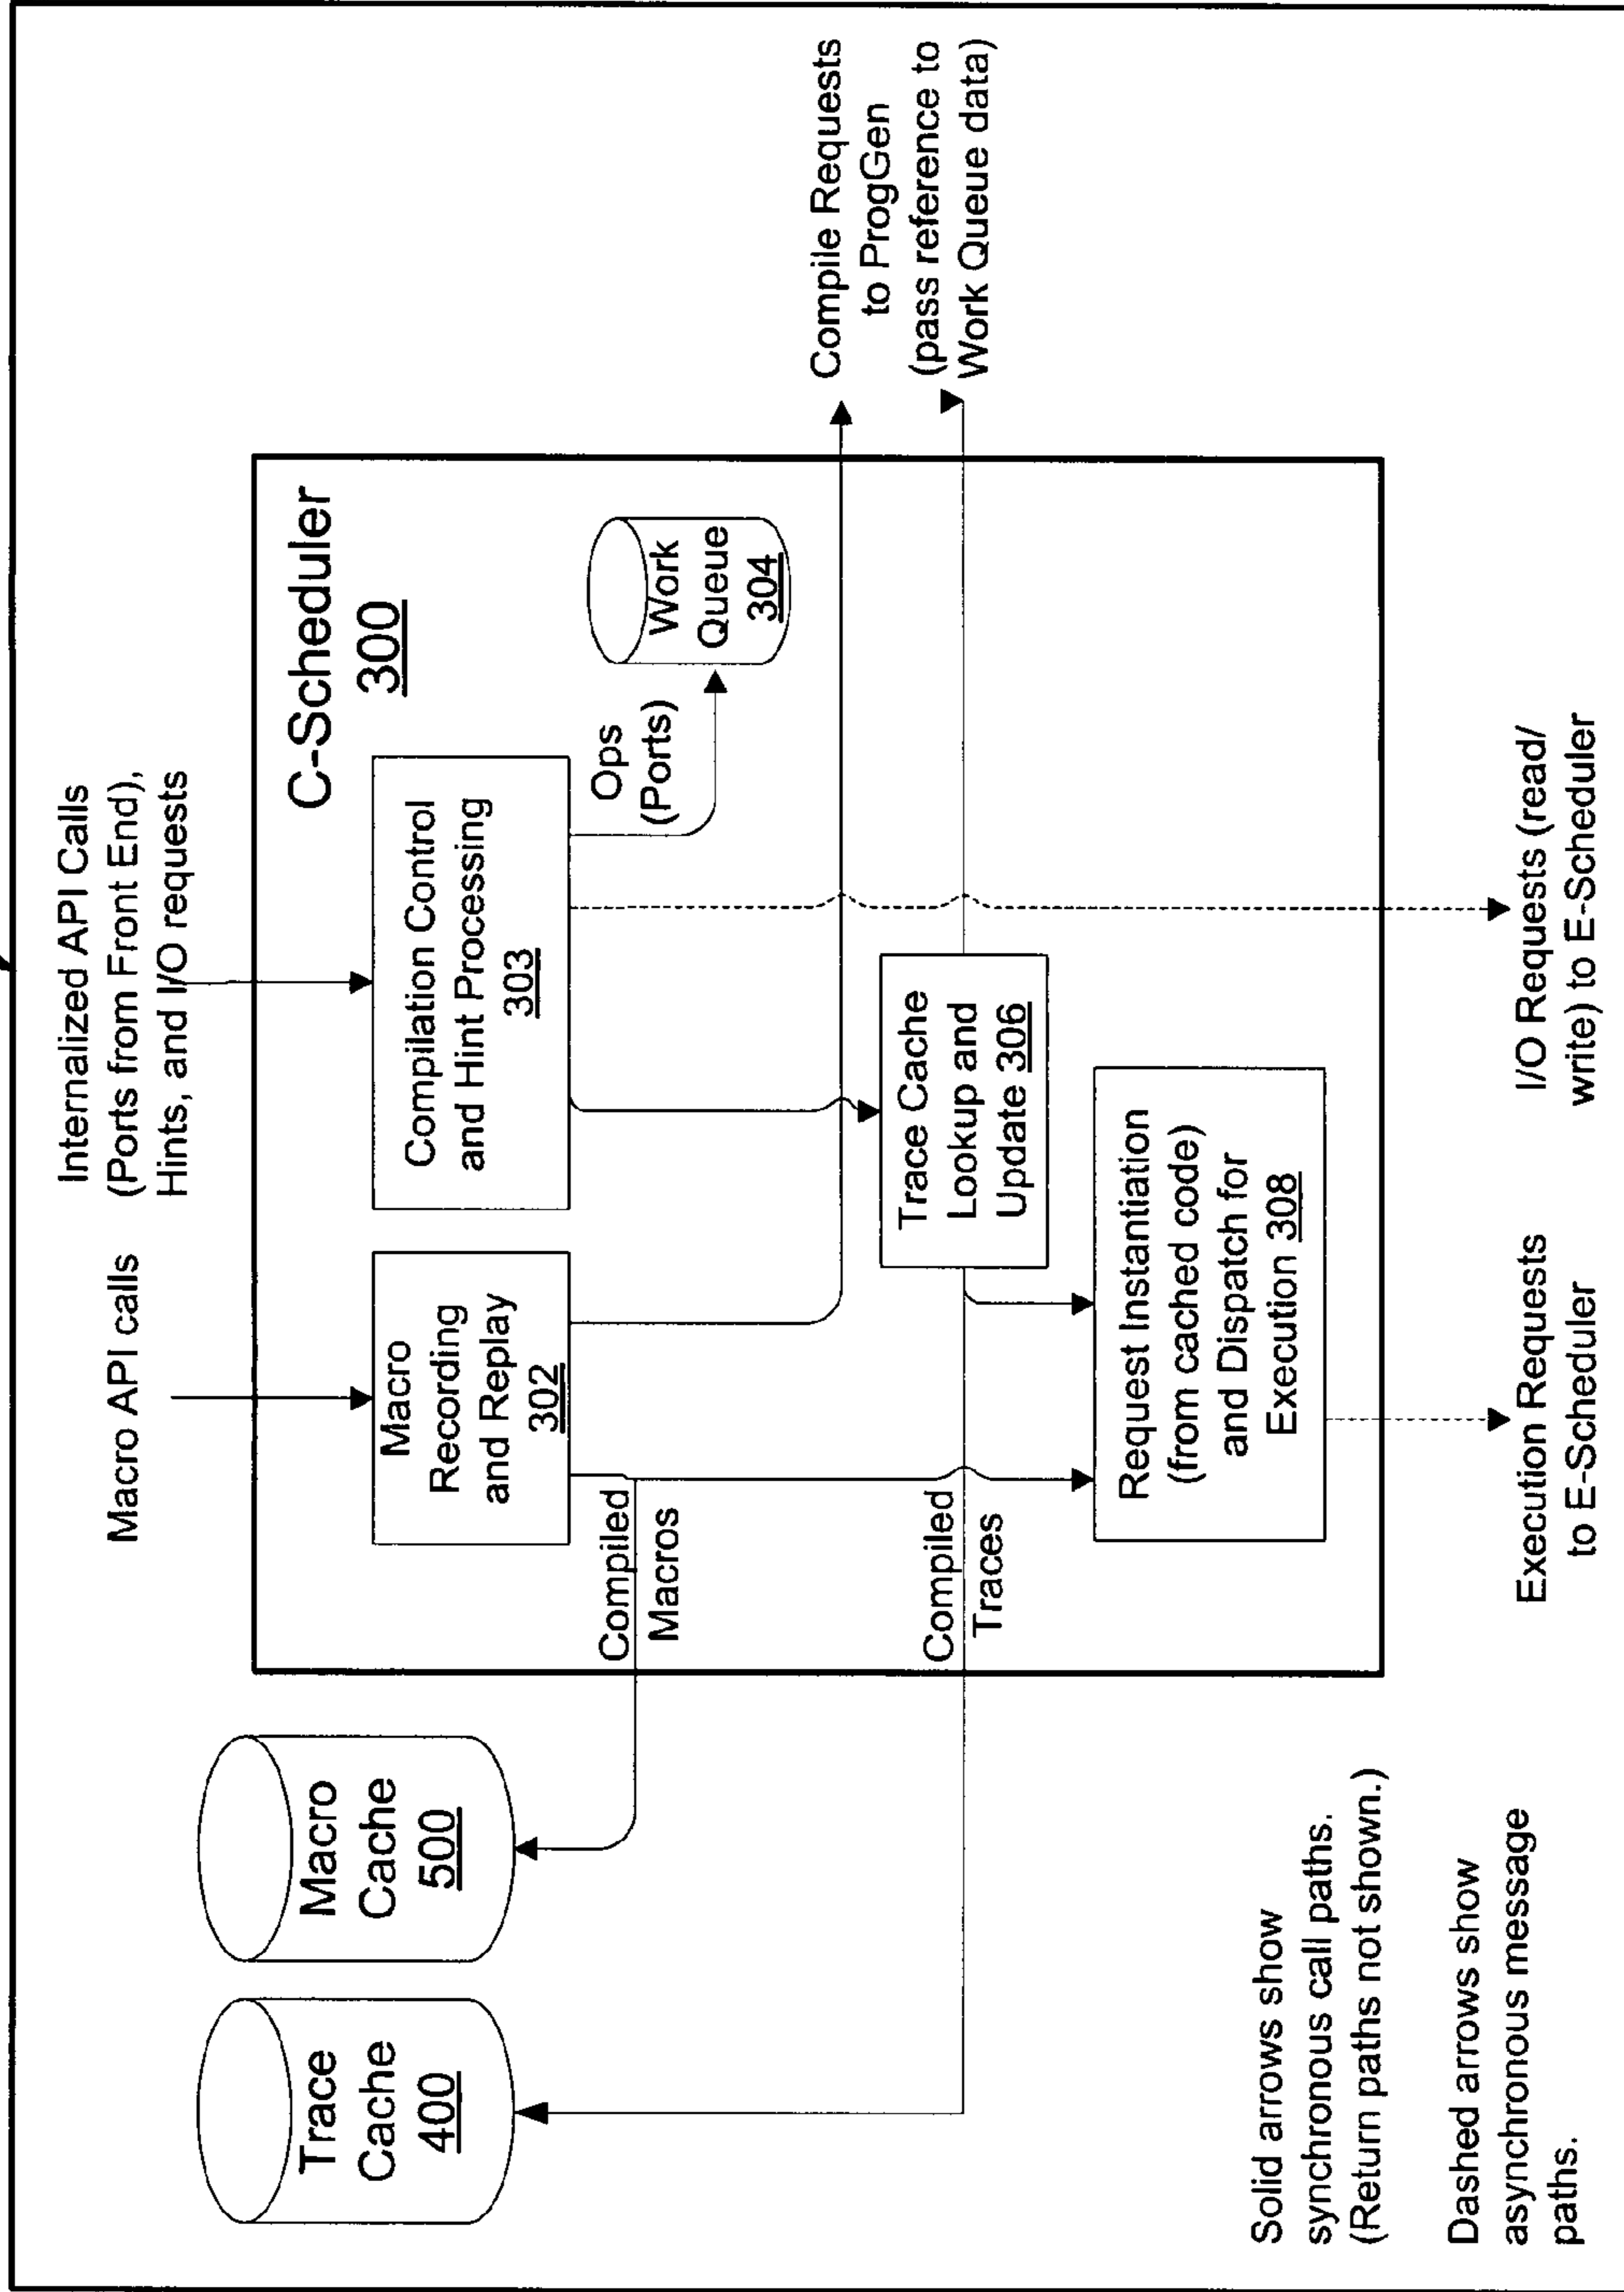 Macro API calls
Internalized API Calls
(Ports from Front End),
Hints, and I/O requests
Trace
Cache
400
Macro
Cache
500
C-Scheduler
300
Macro
Recording
and Replay
302
Compilation Control
and Hint Processing
303
Ops
(Ports)
Work
Queue
304
Compiled
Macros
Compile Requests
to ProgGen
(pass reference to
Work Queue data)
Trace Cache
Lookup and
Update 306
Compiled
Traces
Request Instantiation
(from cached code)
and Dispatch for
Execution 308
Solid arrows show
synchronous call paths.
(Return paths not shown.)
Dashed arrows show
asynchronous message
paths.
Execution Requests
to E-Scheduler
I/O Requests (read/
write) to E-Scheduler